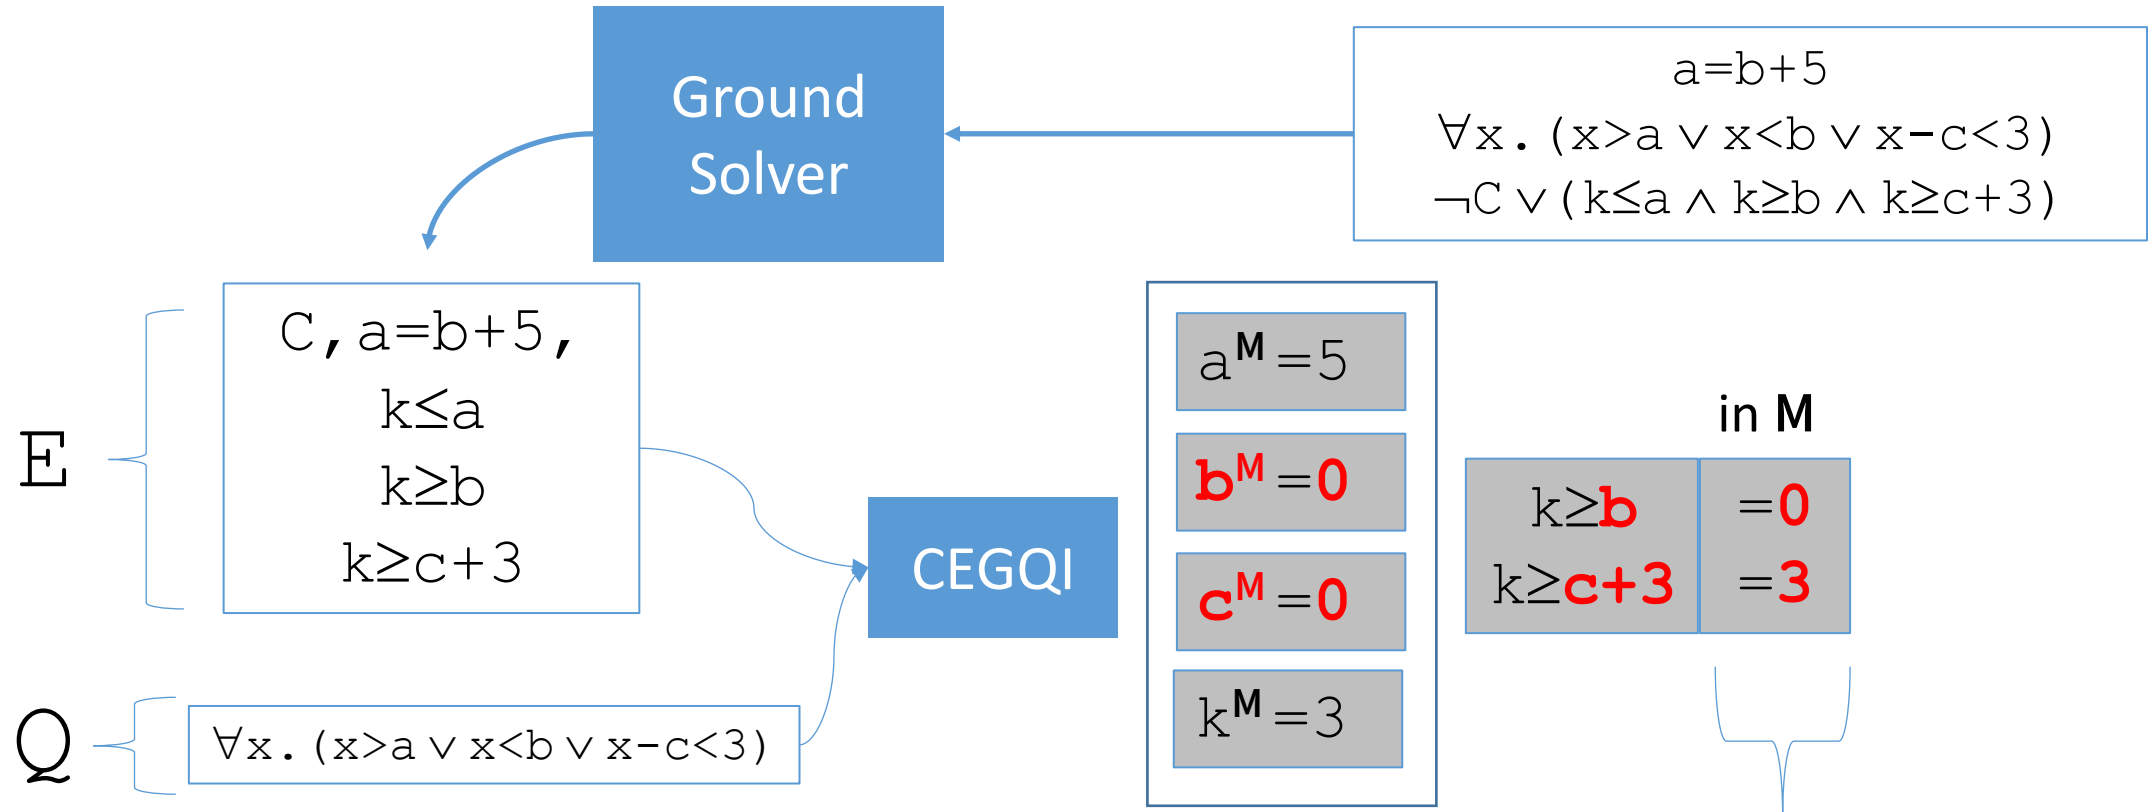 Ground
Solver
a=b+5
∀x.(x>a ∨ x<b ∨ x-c<3)
¬C ∨ (k≤a ∧ k≥b ∧ k≥c+3)
E
C,a=b+5,
k≤a
k≥b
k≥c+3
CEGQI
aᴹ=5
bᴹ=0
cᴹ=0
kᴹ=3
in M
k≥b =0
k≥c+3 =3
Q
∀x.(x>a ∨ x<b ∨ x-c<3)